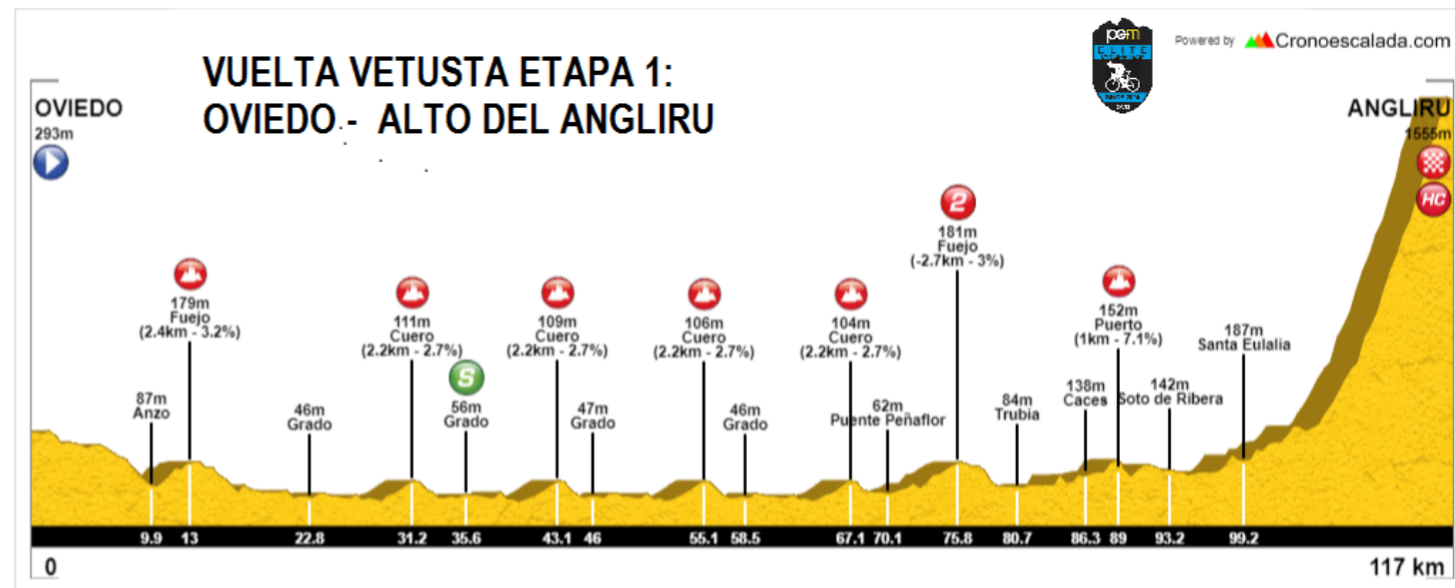 Powered by Cronoescalada.com
pem
ELITE
VUELTA VETUSTA ETAPA 1:
OVIEDO - ALTO DEL ANGLIRU
OVIEDO
293m
ANGLIRU
1555m
HC
179m
Fuejo
(2.4km - 3.2%)
111m
Cuero
(2.2km - 2.7%)
109m
Cuero
(2.2km - 2.7%)
106m
Cuero
(2.2km - 2.7%)
104m
Cuero
(2.2km - 2.7%)
2
181m
Fuejo
(-2.7km - 3%)
152m
Puerto
(1km - 7.1%)
187m
Santa Eulalia
S
87m
Anzo
46m
Grado
56m
Grado
47m
Grado
46m
Grado
62m
Puente Peñaflor
84m
Trubia
138m
Caces
142m
Soto de Ribera
9.9 13 22.8 31.2 35.6 43.1 46 55.1 58.5 67.1 70.1 75.8 80.7 86.3 89 93.2 99.2
0
117 km